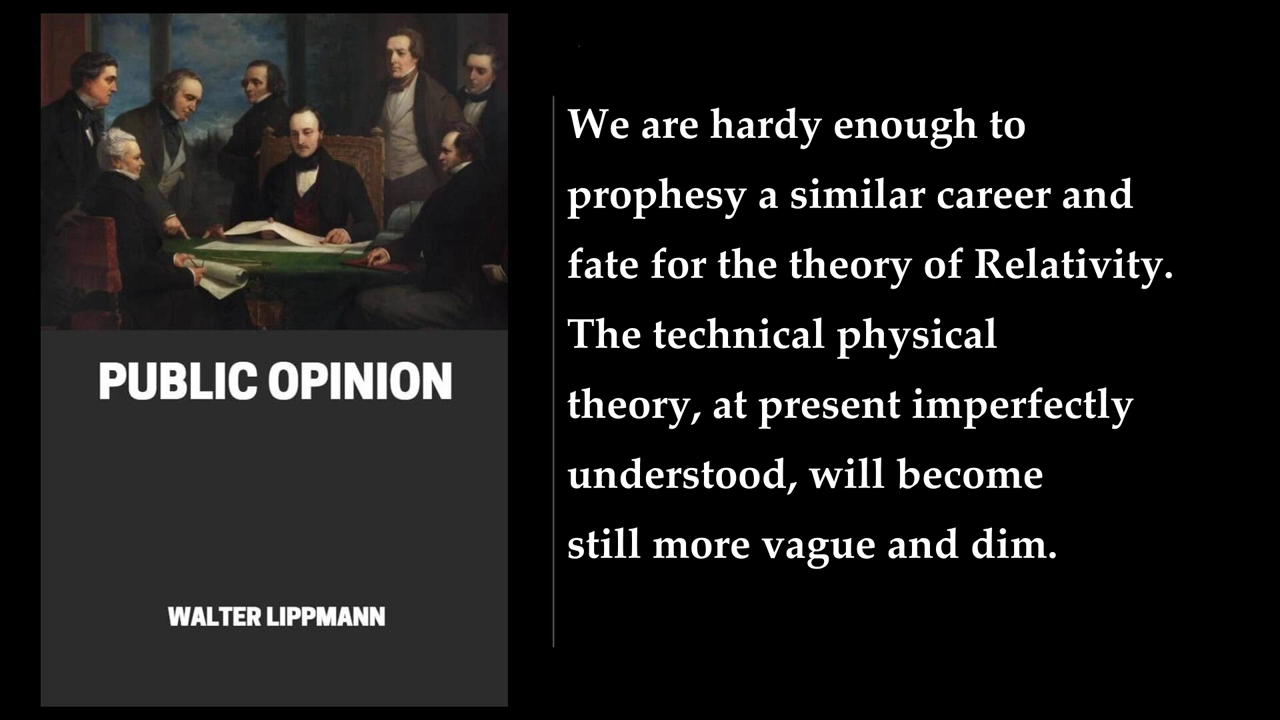 PUBLIC OPINION
WALTER LIPPMANN
We are hardy enough to
prophesy a similar career and
fate for the theory of Relativity.
The technical physical
theory, at present imperfectly
understood, will become
still more vague and dim.